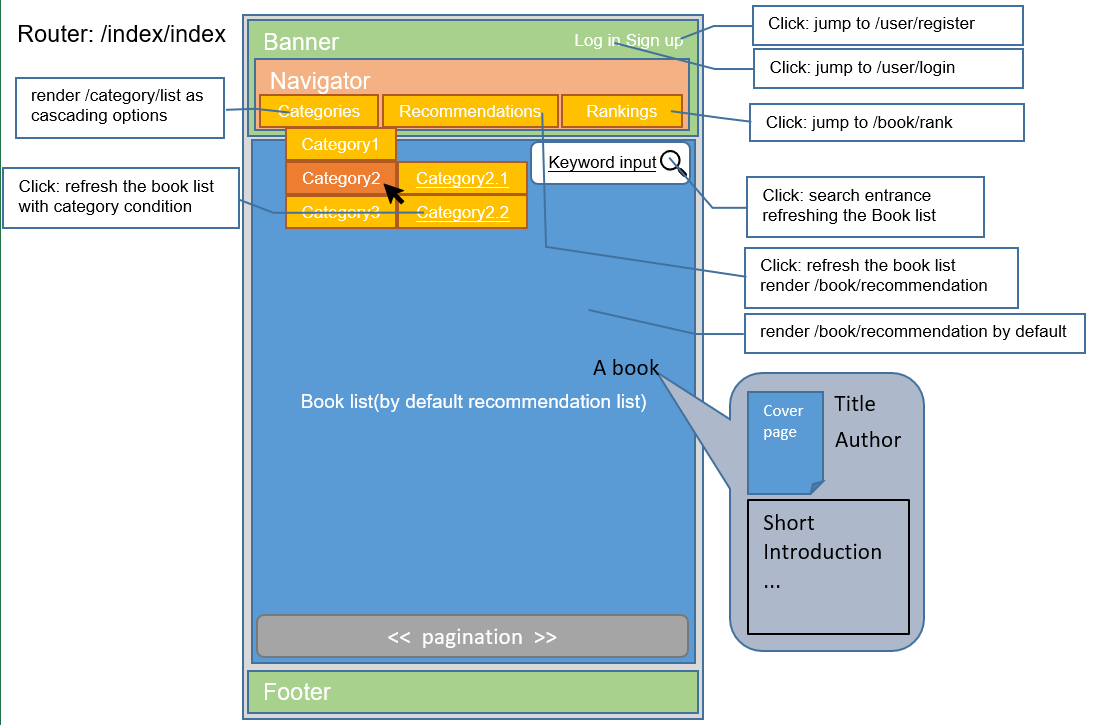 Router: /index/index
Banner
Log in Sign up
Click: jump to /user/register
Click: jump to /user/login
Navigator
render /category/list as
cascading options
Categories
Recommendations
Rankings
Click: jump to /book/rank
Category1
Category2
Category2.1
Category3
Category2.2
Keyword input
Click: refresh the book list
with category condition
Click: search entrance
refreshing the Book list
Click: refresh the book list
render /book/recommendation
render /book/recommendation by default
A book
Book list(by default recommendation list)
Cover
page
Title
Author
Short
Introduction
...
<< pagination >>
Footer